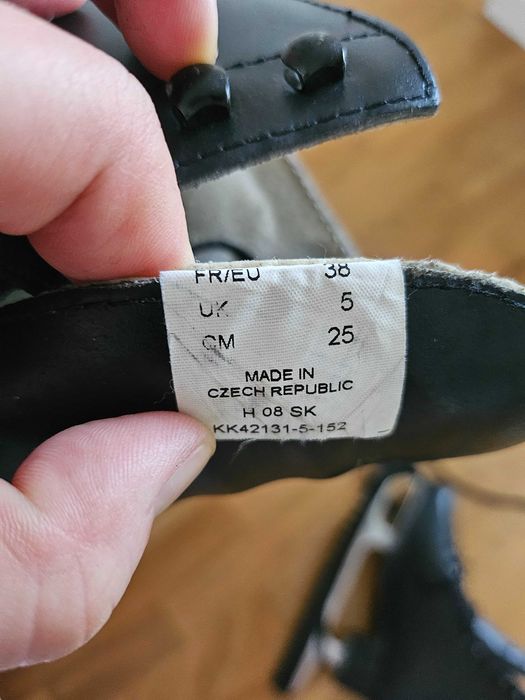 FR/EU 38
UK 5
CM 25
MADE IN
CZECH REPUBLIC
H 08 SK
KK42131-5-152